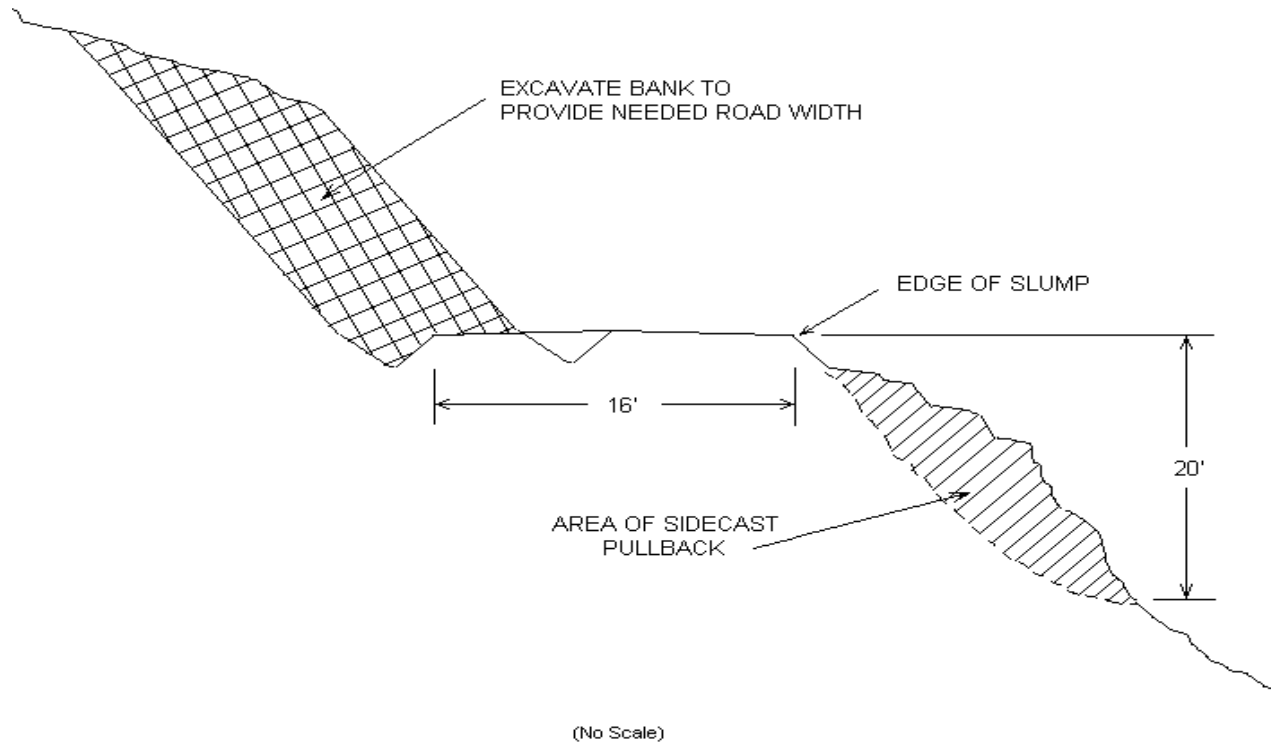 EXCAVATE BANK TO
PROVIDE NEEDED ROAD WIDTH
EDGE OF SLUMP
16'
20'
AREA OF SIDECAST
PULLBACK
(No Scale)